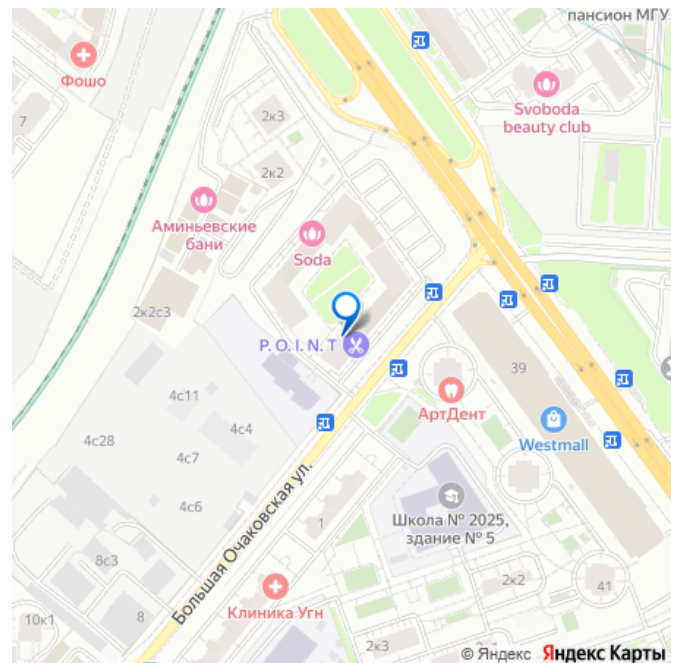 пансион МГУ
Фошо
Svoboda
beauty club
7
2к3
2к2
Аминьевские
бани
Soda
2к2с3
P. O. I. N. T
39
4с11
АртДент
4с4
Westmall
4с28
4с7
4с6
Большая Очаковская ул.
Школа № 2025,
здание № 5
1
8с3
2к2
41
Клиника Угн
10к1
8
2к3
2к1
© Яндекс Яндекс Карты